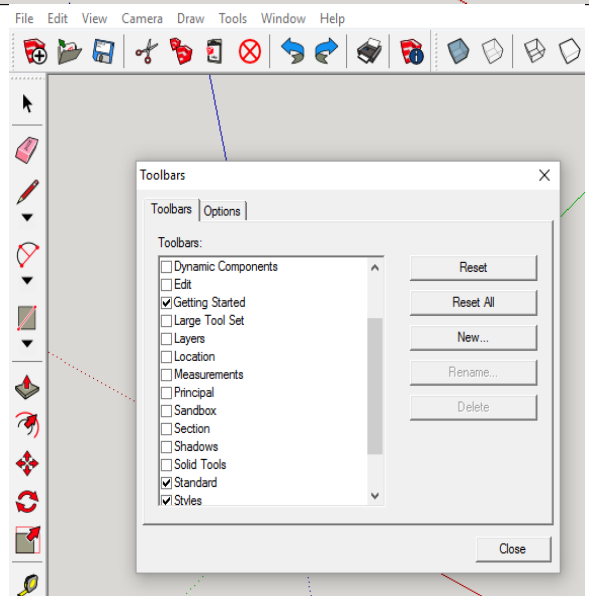 File Edit View Camera Draw Tools Window Help
Toolbars
Toolbars Options
Toolbars:
Dynamic Components
Edit
Getting Started
Large Tool Set
Layers
Location
Measurements
Principal
Sandbox
Section
Shadows
Solid Tools
Standard
Styles
Reset
Reset All
New...
Rename...
Delete
Close